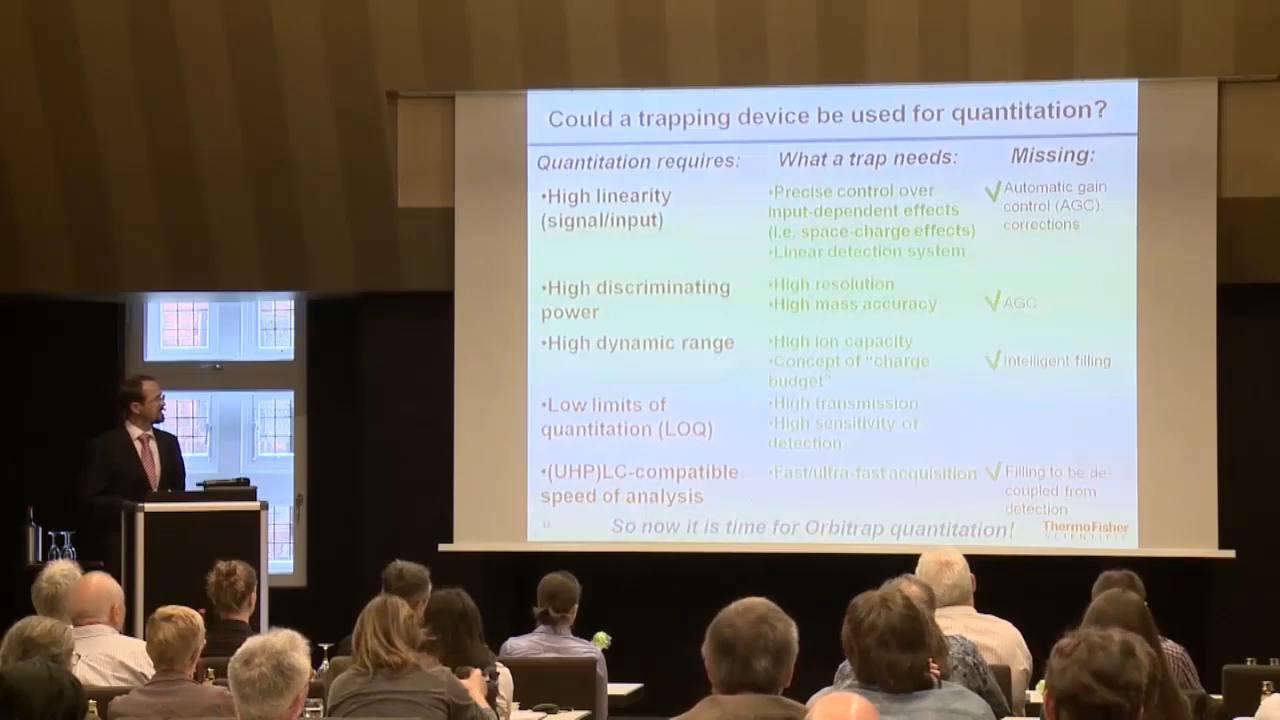 Could a trapping device be used for quantitation?
Quantitation requires:
What a trap needs:
Missing:
•High linearity
(signal/input)
•Precise control over
input-dependent effects
(i.e. space-charge effects)
•Linear detection system
√Automatic gain
control (AGC),
corrections
•High discriminating
power
•High resolution
•High mass accuracy
√AGC
•High dynamic range
•High ion capacity
•Concept of “charge
budget”
√Intelligent filling
•Low limits of
quantitation (LOQ)
•High transmission
•High sensitivity of
detection
•(UHP)LC-compatible
speed of analysis
•Fast/ultra-fast acquisition
√Filling to be de-
coupled from
detection
So now it is time for Orbitrap quantitation!
ThermoFisher
SCIENTIFIC